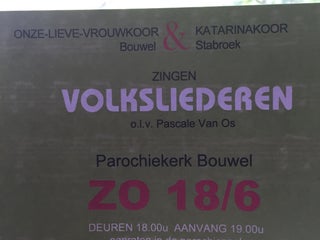 ONZE-LIEVE-VROUWKOOR & KATARINAKOOR
Bouwel Stabroek
ZINGEN
VOLKSLIEDEREN
o.l.v. Pascale Van Os
Parochiekerk Bouwel
ZO 18/6
DEUREN 18.00u AANVANG 19.00u